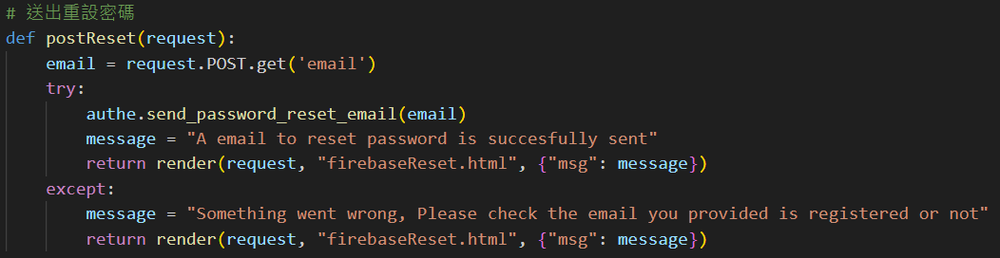 # 送出重設密碼
def postReset(request):
    email = request.POST.get('email')
    try:
        authe.send_password_reset_email(email)
        message = "A email to reset password is succesfully sent"
        return render(request, "firebaseReset.html", {"msg": message})
    except:
        message = "Something went wrong, Please check the email you provided is registered or not"
        return render(request, "firebaseReset.html", {"msg": message})